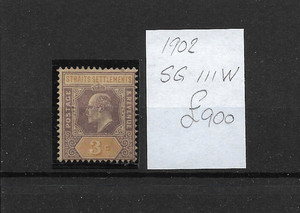 STRAITS SETTLEMENTS
POSTAGE
& REVENUE
3c
1902
SG 111W
£900